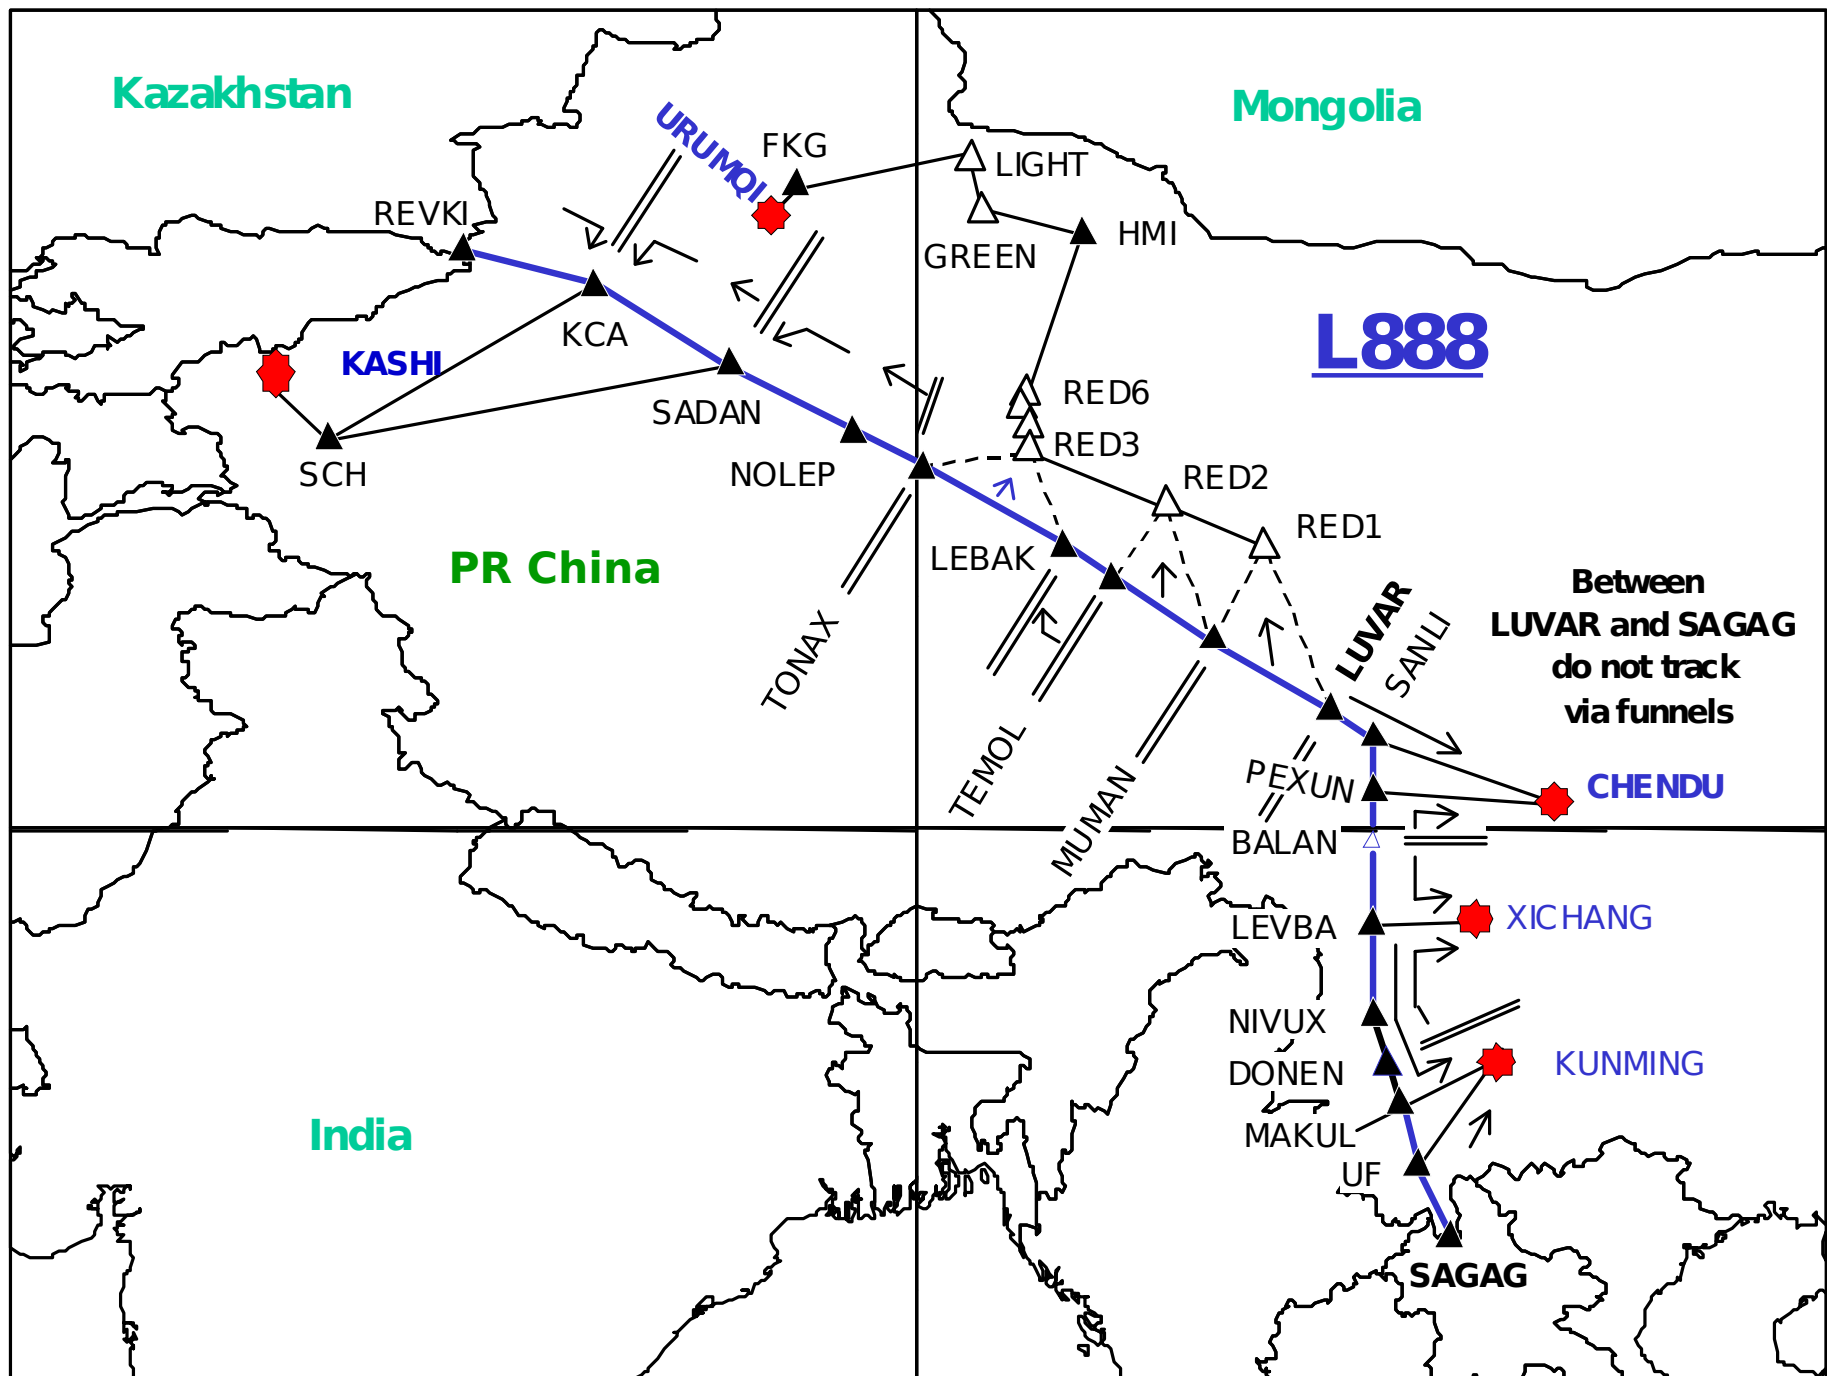 Kazakhstan
Mongolia
URUMQI
FKG
LIGHT
REVKI
GREEN
HMI
KCA
L888
KASHI
SADAN
RED6
RED3
SCH
NOLEP
RED2
RED1
PR China
LEBAK
TONAX
LUVAR
SANLI
Between
LUVAR and SAGAG
do not track
via funnels
TEMOL
MUMAN
PEXUN
CHENDU
BALAN
LEVBA
XICHANG
NIVUX
DONEN
KUNMING
India
MAKUL
UF
SAGAG